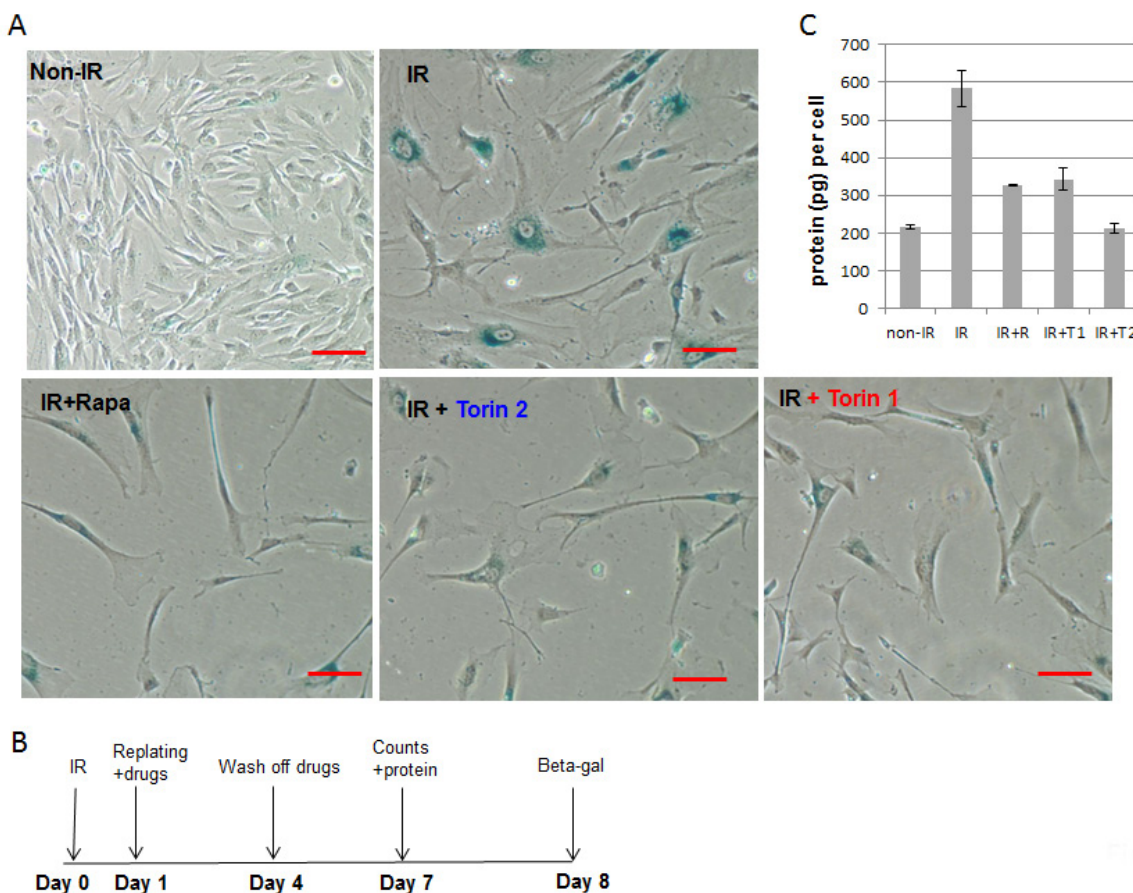 A
Non-IR
IR
C
700
600
500
400
300
200
100
0
protein (pg) per cell
non-IR
IR
IR+R
IR+T1
IR+T2
IR+Rapa
IR + Torin 2
IR + Torin 1
B
IR
Replating
+drugs
Wash off drugs
Counts
+protein
Beta-gal
Day 0
Day 1
Day 4
Day 7
Day 8